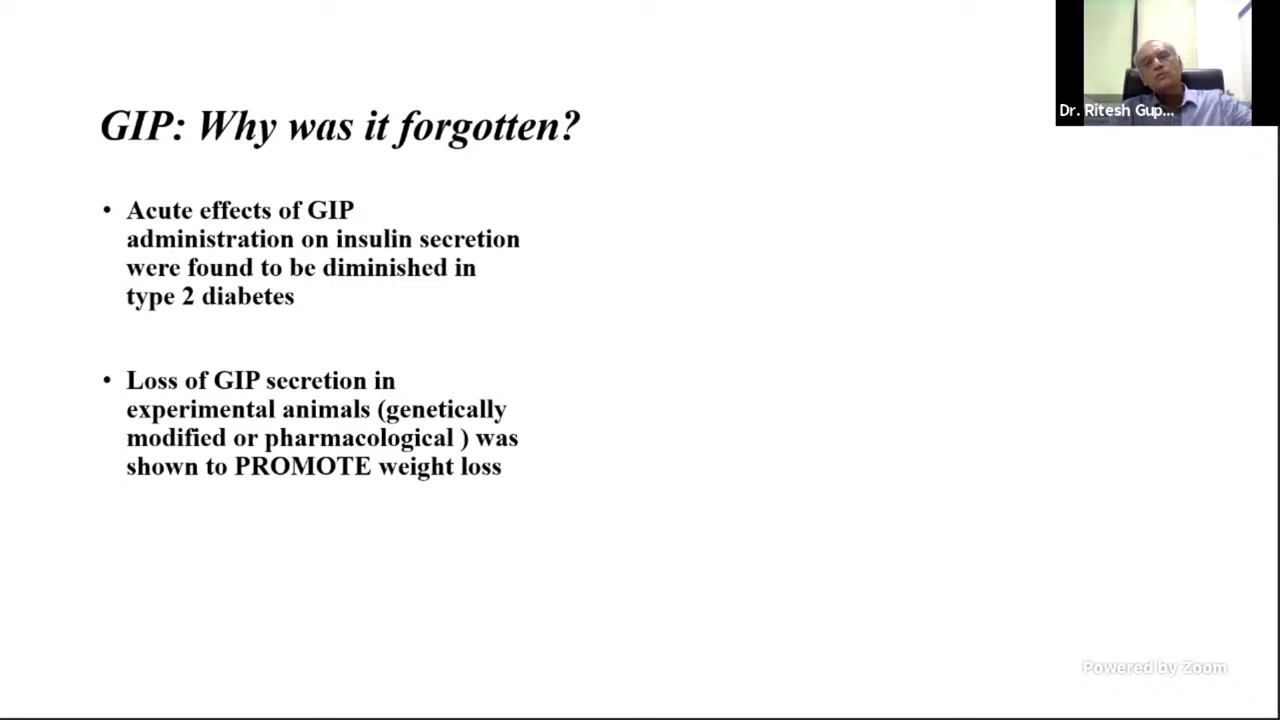 GIP: Why was it forgotten?
• Acute effects of GIP
administration on insulin secretion
were found to be diminished in
type 2 diabetes
• Loss of GIP secretion in
experimental animals (genetically
modified or pharmacological ) was
shown to PROMOTE weight loss
Dr. Ritesh Gup...
Powered by Zoom